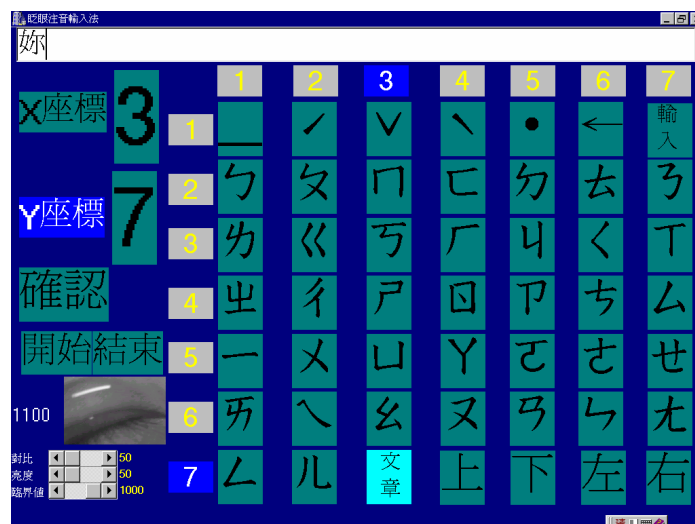 眨眼注音輸入法
妳
1 2 3 4 5 6 7
X座標 3
1 ˉ ˊ ˇ ˋ ˙ ← 輸入
2 ㄅ ㄆ ㄇ ㄈ ㄉ ㄊ ㄋ
Y座標 7
3 ㄌ ㄍ ㄎ ㄏ ㄐ ㄑ ㄒ
確認
4 ㄓ ㄔ ㄕ ㄖ ㄗ ㄘ ㄙ
開始 結束
5 ㄧ ㄨ ㄩ ㄚ ㄛ ㄜ ㄝ
1100
6 ㄞ ㄟ ㄠ ㄡ ㄢ ㄣ ㄤ
對比 50
亮度 50
臨界値 1000
7 ㄥ ㄦ 文章 上 下 左 右